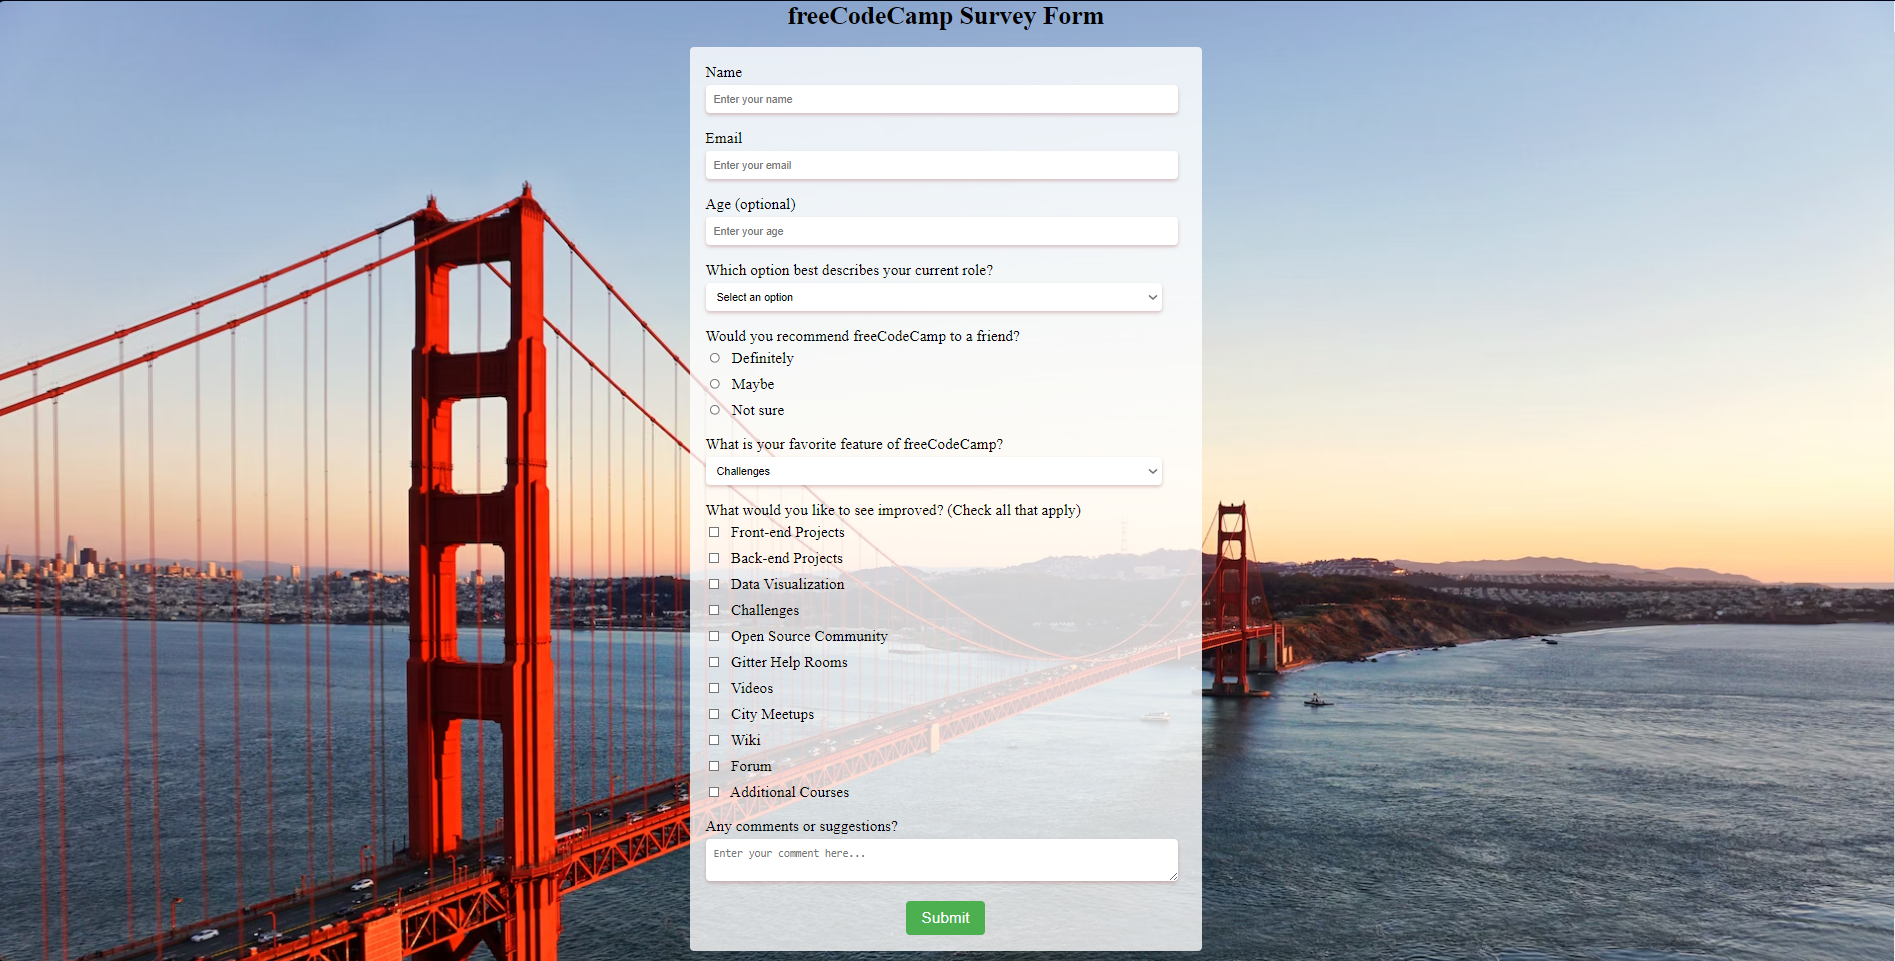 freeCodeCamp Survey Form
Name
Enter your name
Email
Enter your email
Age (optional)
Enter your age
Which option best describes your current role?
Select an option
Would you recommend freeCodeCamp to a friend?
Definitely
Maybe
Not sure
What is your favorite feature of freeCodeCamp?
Challenges
What would you like to see improved? (Check all that apply)
Front-end Projects
Back-end Projects
Data Visualization
Challenges
Open Source Community
Gitter Help Rooms
Videos
City Meetups
Wiki
Forum
Additional Courses
Any comments or suggestions?
Enter your comment here...
Submit